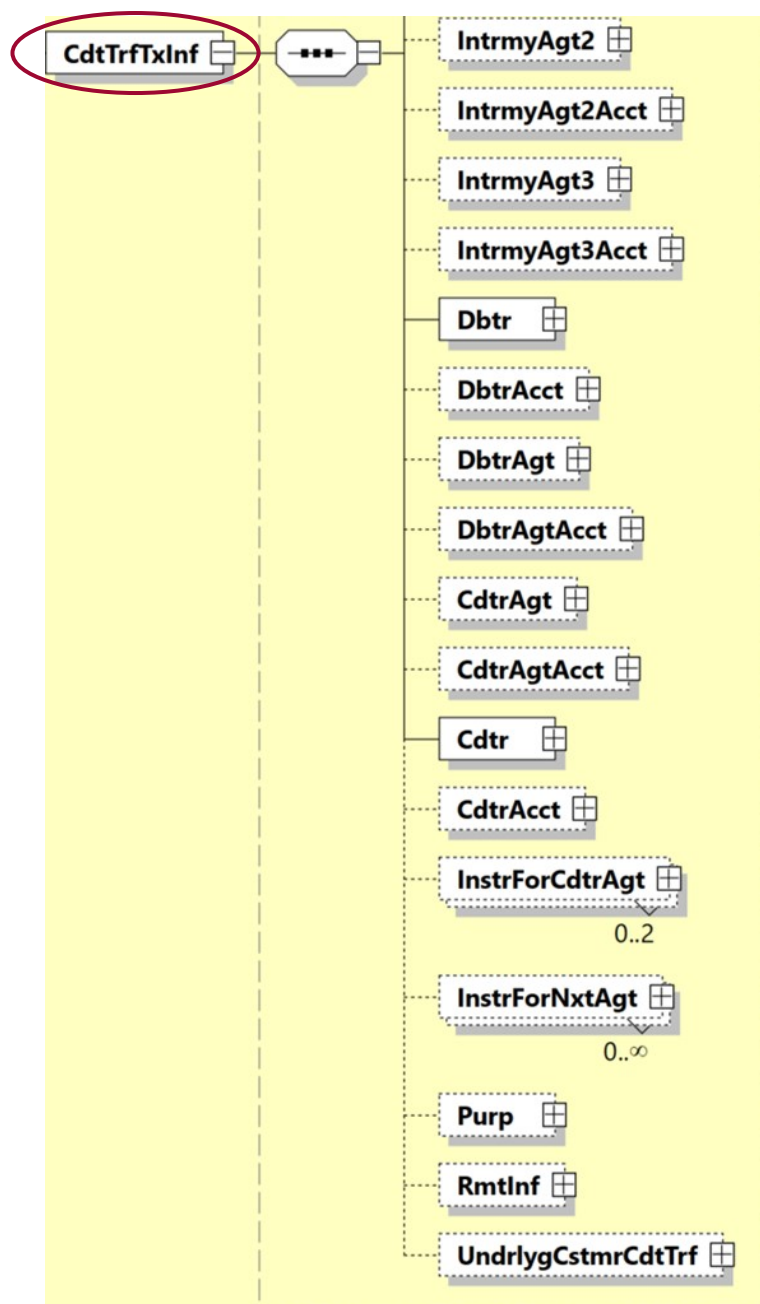 CdtTrfTxInf
IntrmyAgt2
IntrmyAgt2Acct
IntrmyAgt3
IntrmyAgt3Acct
Dbtr
DbtrAcct
DbtrAgt
DbtrAgtAcct
CdtrAgt
CdtrAgtAcct
Cdtr
CdtrAcct
InstrForCdtrAgt
0..2
InstrForNxtAgt
0..∞
Purp
RmtInf
UndrlygCstmrCdtTrf